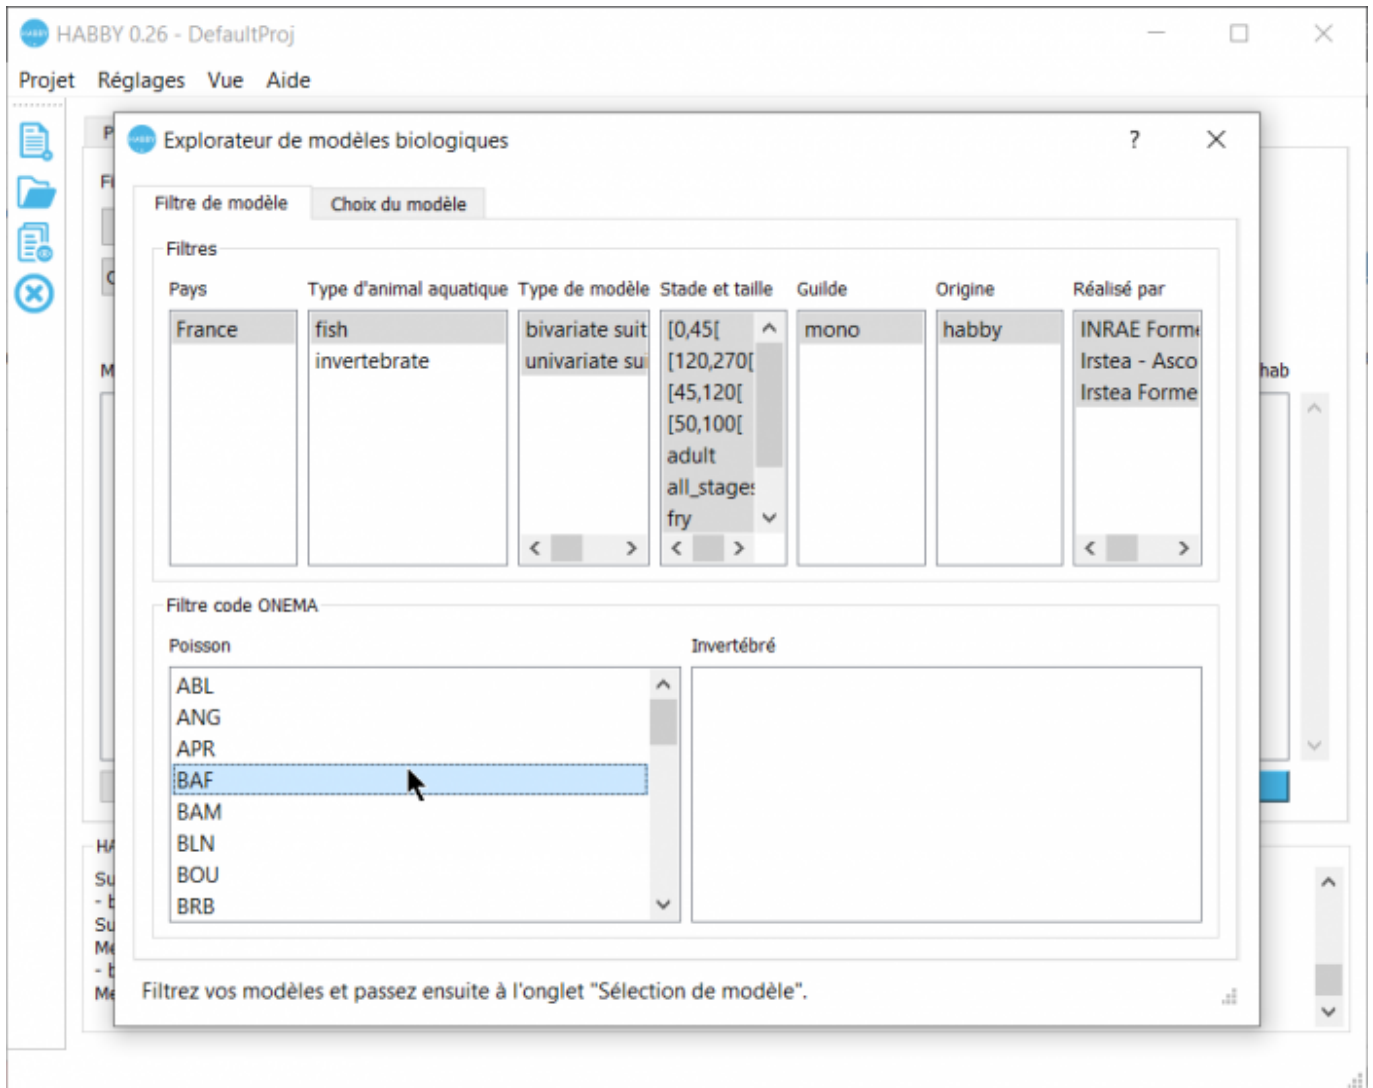 HABBY 0.26 - DefaultProj
Projet Réglages Vue Aide
Explorateur de modèles biologiques
?
Filtre de modèle
Choix du modèle
Filtres
Pays
Type d'animal aquatique
Type de modèle
Stade et taille
Guilde
Origine
Réalisé par
France
fish
invertebrate
bivariate suit
univariate sui
[0,45[
[120,270[
[45,120[
[50,100[
adult
all_stages
fry
mono
habby
INRAE Forme
Irstea - Asco
Irstea Forme
hab
Filtre code ONEMA
Poisson
Invertébré
ABL
ANG
APR
BAF
BAM
BLN
BOU
BRB
Su
Su
Me
Me
Filtrez vos modèles et passez ensuite à l'onglet "Sélection de modèle".